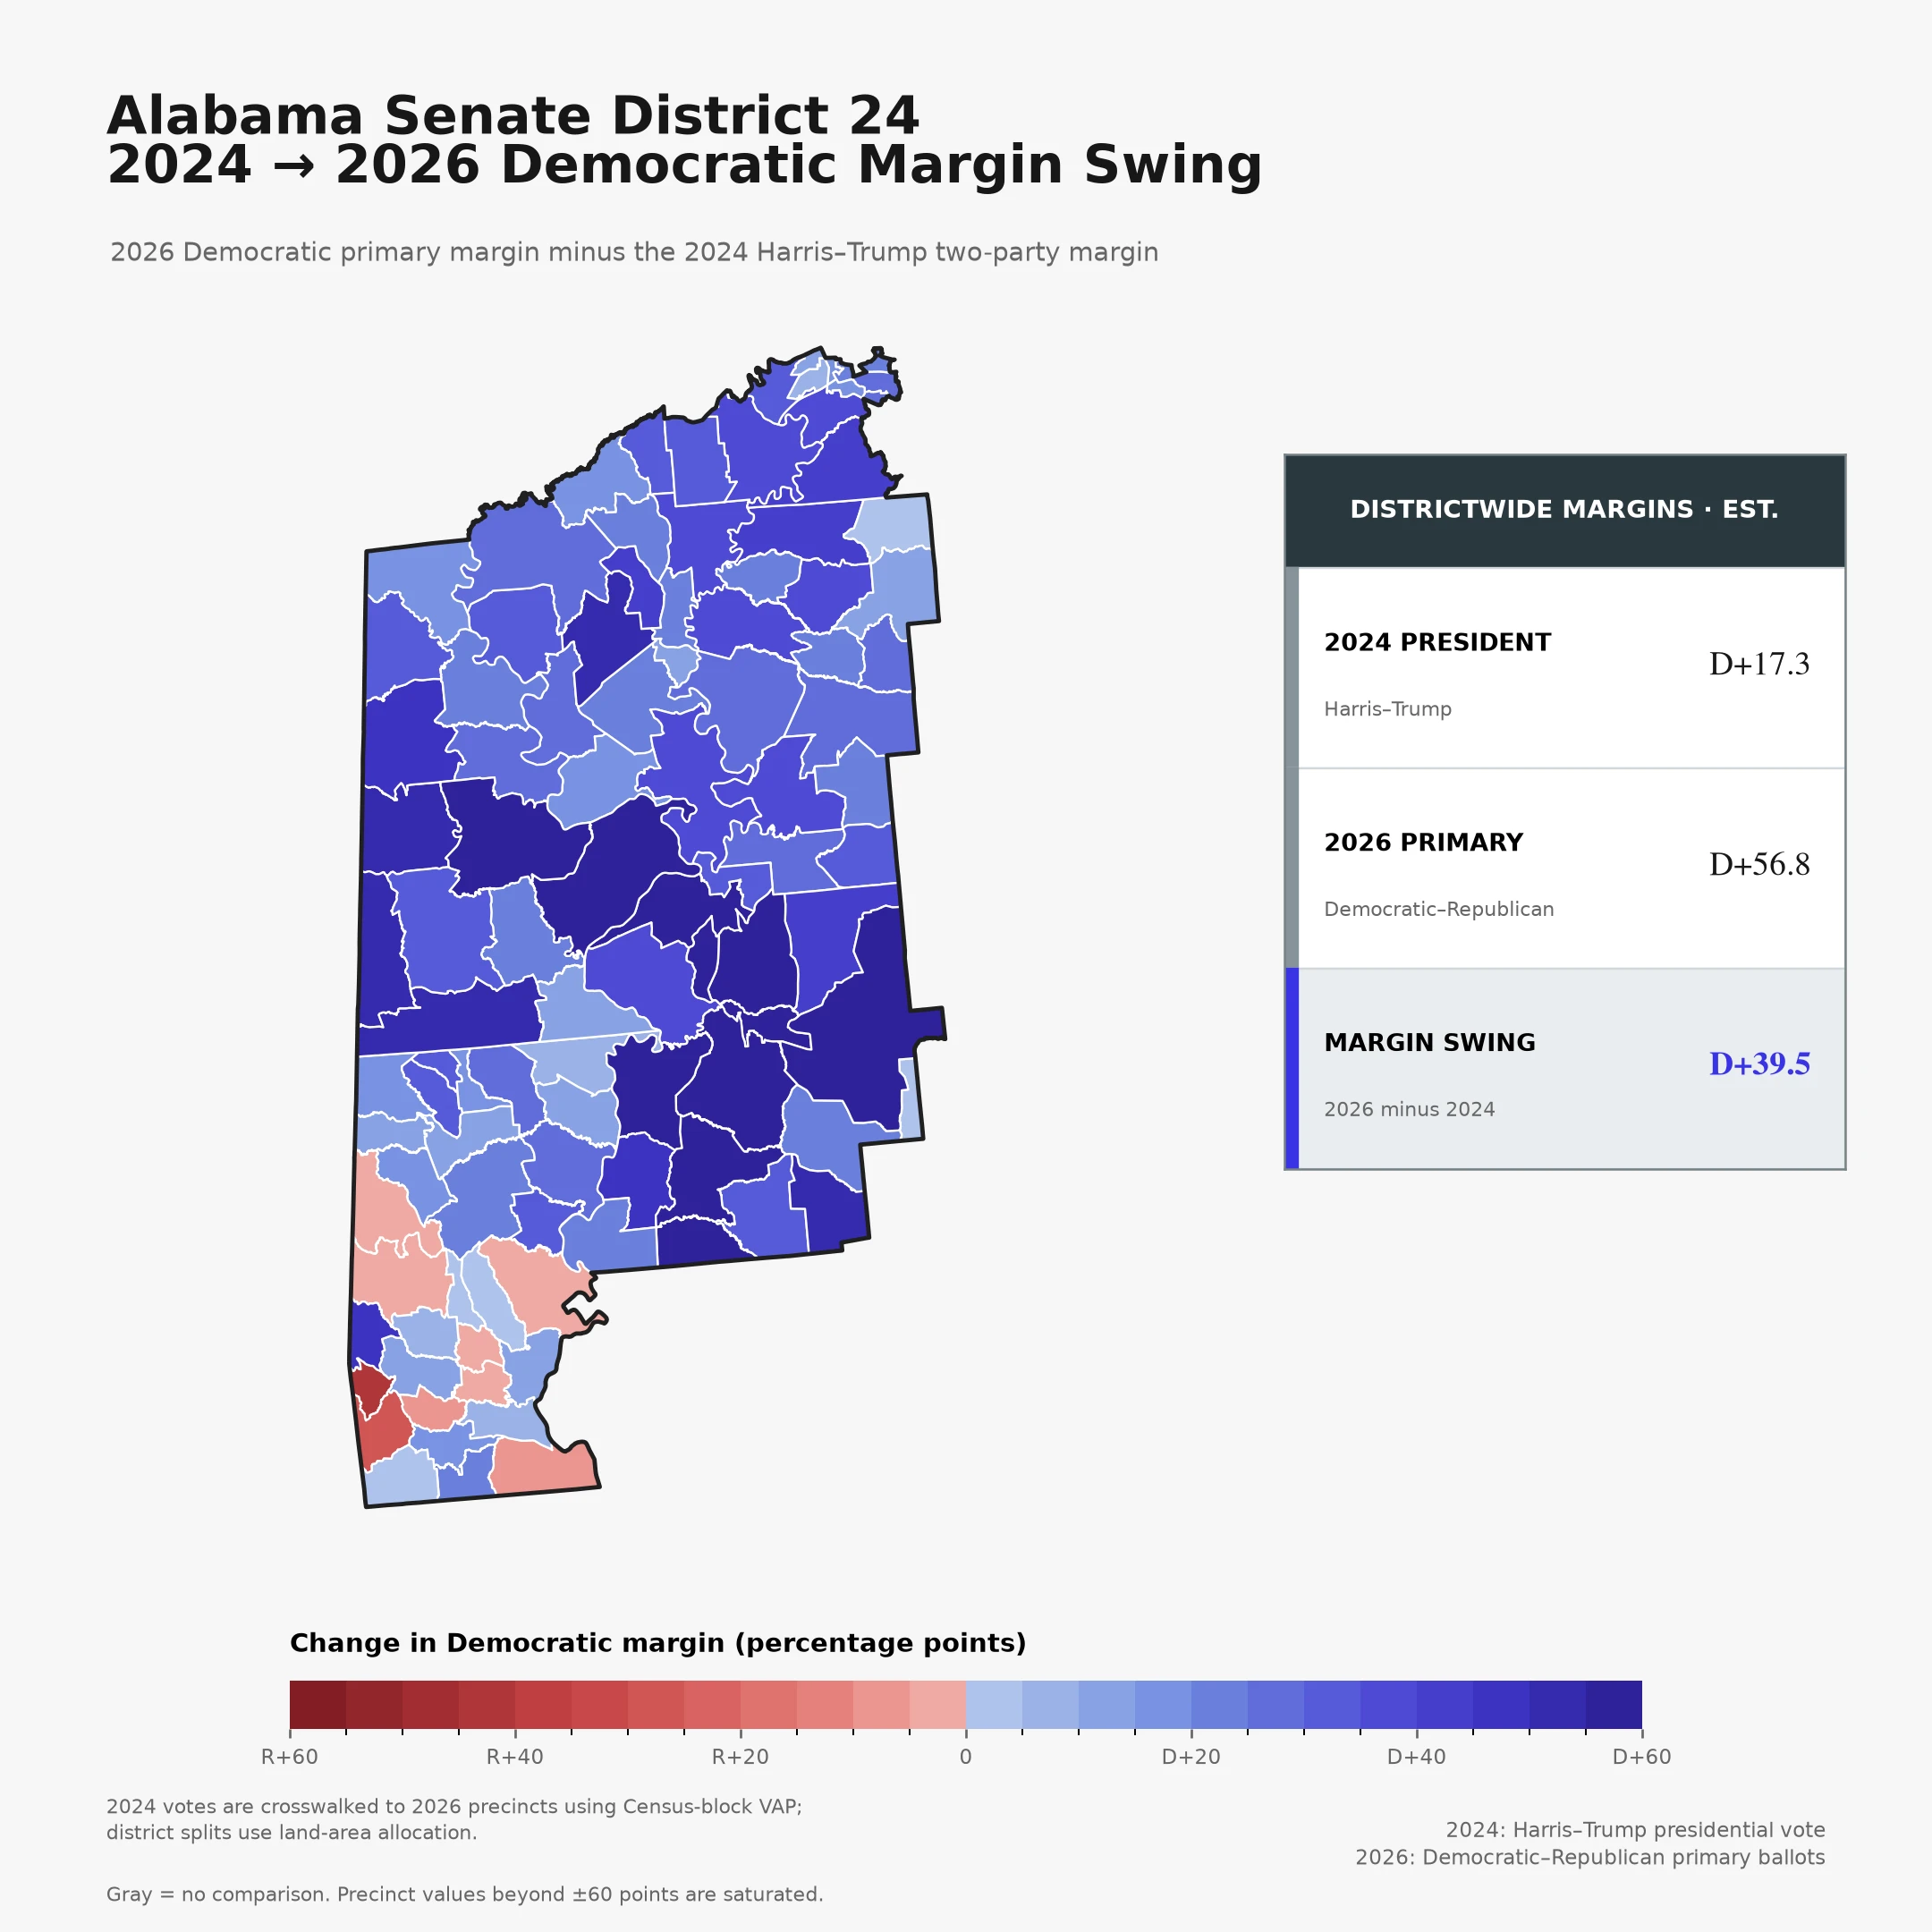 Alabama Senate District 24
2024 → 2026 Democratic Margin Swing
2026 Democratic primary margin minus the 2024 Harris–Trump two-party margin
DISTRICTWIDE MARGINS · EST.
2024 PRESIDENT
D+17.3
Harris–Trump
2026 PRIMARY
D+56.8
Democratic–Republican
MARGIN SWING
D+39.5
2026 minus 2024
Change in Democratic margin (percentage points)
R+60 R+40 R+20 0 D+20 D+40 D+60
2024 votes are crosswalked to 2026 precincts using Census-block VAP;
district splits use land-area allocation.
2024: Harris–Trump presidential vote
2026: Democratic–Republican primary ballots
Gray = no comparison. Precinct values beyond ±60 points are saturated.